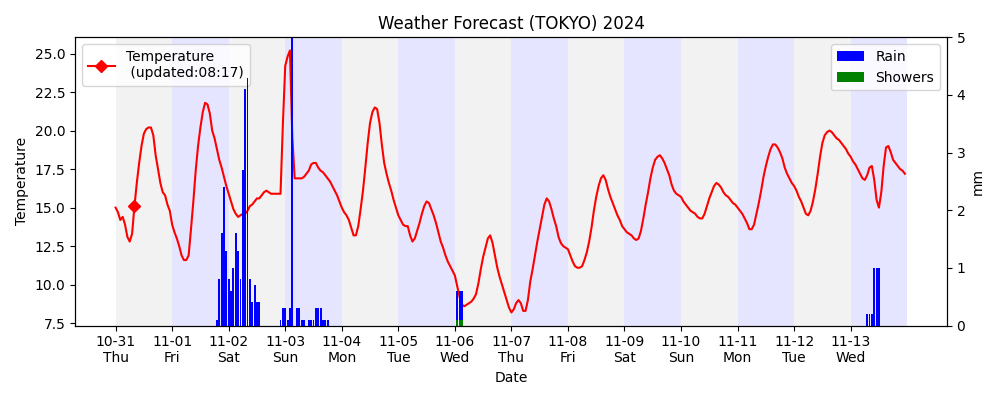 Weather Forecast (TOKYO) 2024
Temperature
(updated:08:17)
Rain
Showers
25.0
22.5
20.0
17.5
15.0
12.5
10.0
7.5
Temperature
5
4
3
2
1
0
mm
10-31 11-01 11-02 11-03 11-04 11-05 11-06 11-07 11-08 11-09 11-10 11-11 11-12 11-13
Thu Fri Sat Sun Mon Tue Wed Thu Fri Sat Sun Mon Tue Wed
Date